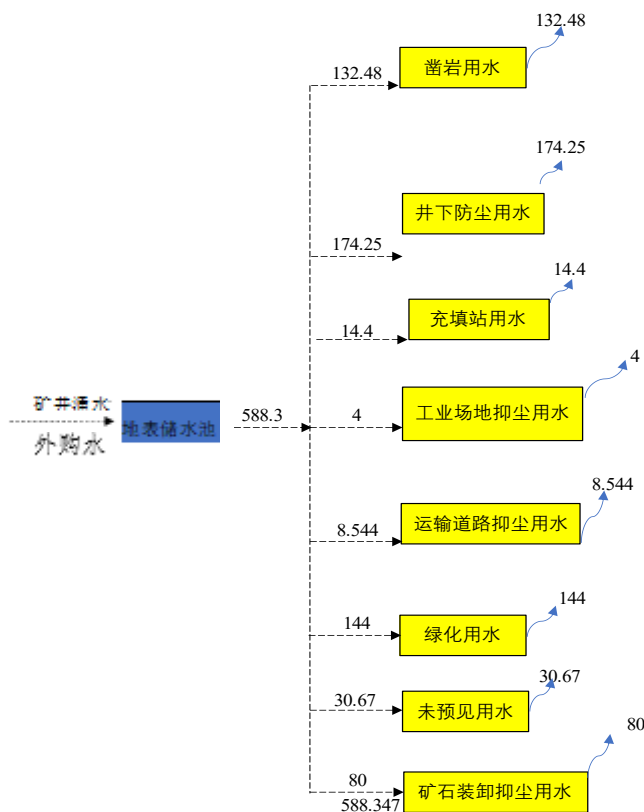 132.48
132.48
凿岩用水
174.25
井下防尘用水
174.25
14.4
充填站用水
14.4
4
矿井涌水
外购水
地表储水池
588.3
4
工业场地抑尘用水
8.544
运输道路抑尘用水
8.544
144
144
绿化用水
30.67
30.67
未预见用水
80
80
矿石装卸抑尘用水
588.347